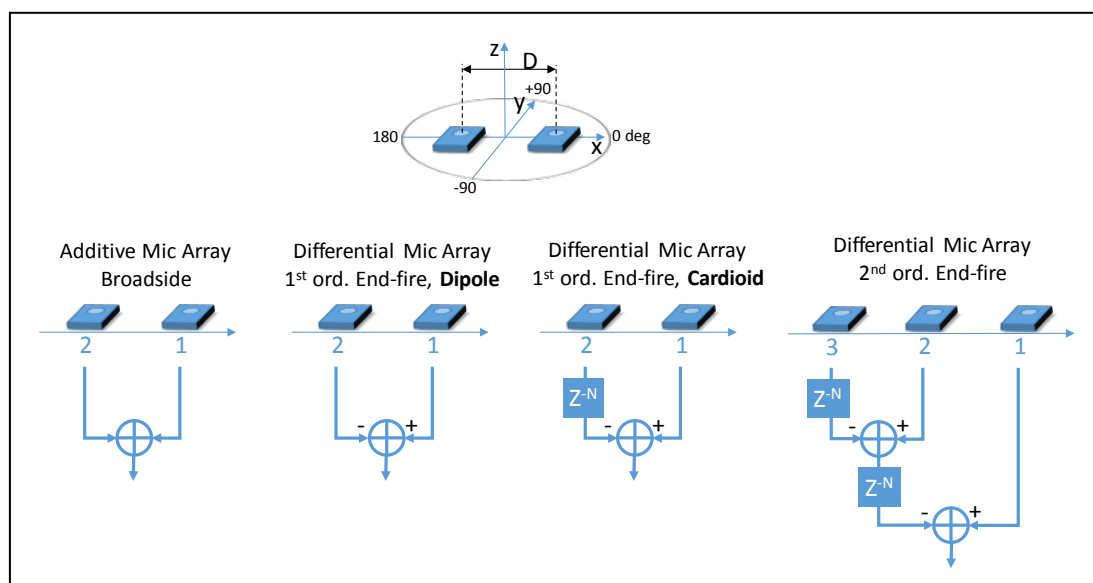 z
D
+90
y
180
0 deg
x
-90
Additive Mic Array
Broadside
2
1
Differential Mic Array
1st ord. End-fire, Dipole
2
1
- +
Differential Mic Array
1st ord. End-fire, Cardioid
2
1
Z-N
- +
Differential Mic Array
2nd ord. End-fire
3
2
1
Z-N
- +
Z-N
- +